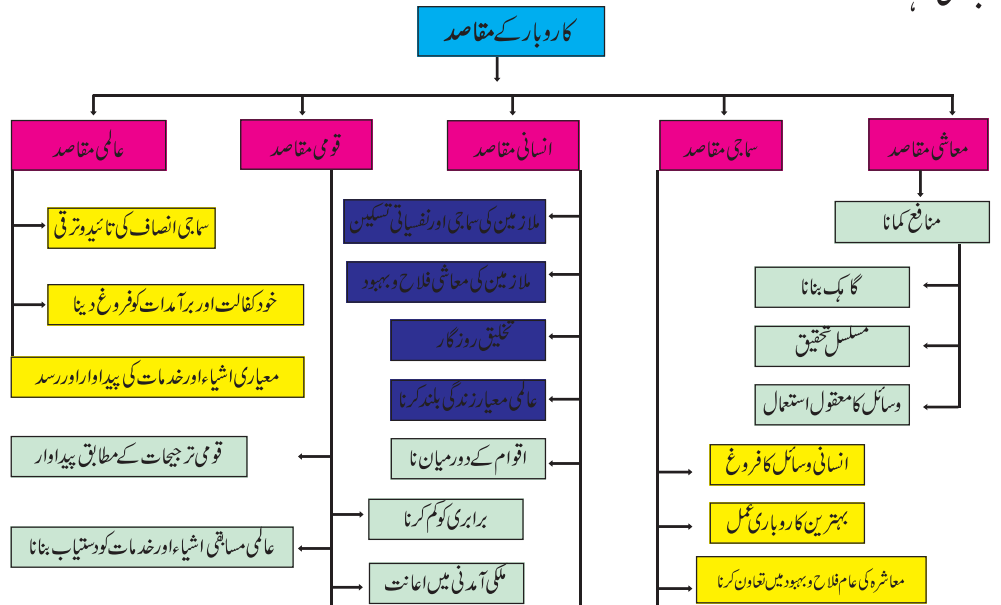 کاروبار کے مقاصد
معاشی مقاصد
سماجی مقاصد
انسانی مقاصد
قومی مقاصد
عالمی مقاصد
منافع کمانا
گاہک بنانا
مسلسل تحقیق
وسائل کا معقول استعمال
انسانی وسائل کا فروغ
بہترین کاروباری عمل
معاشرہ کی عام فلاح و بہبود میں تعاون کرنا
ملازمین کی سماجی اور نفسیاتی تسکین
ملازمین کی معاشی فلاح و بہبود
تخلیق روزگار
عالمی معیار زندگی بلند کرنا
اقوام کے دورمیان نا
برابری کو کم کرنا
ملکی آمدنی میں اعانت
سماجی انصاف کی تائید و ترقی
خود کفالت اور برآمدات کو فروغ دینا
معیاری اشیاء اور خدمات کی پیداوار اور رسد
قومی ترجیحات کے مطابق پیداوار
عالمی مسابقی اشیاء اور خدمات کو دستیاب بنانا